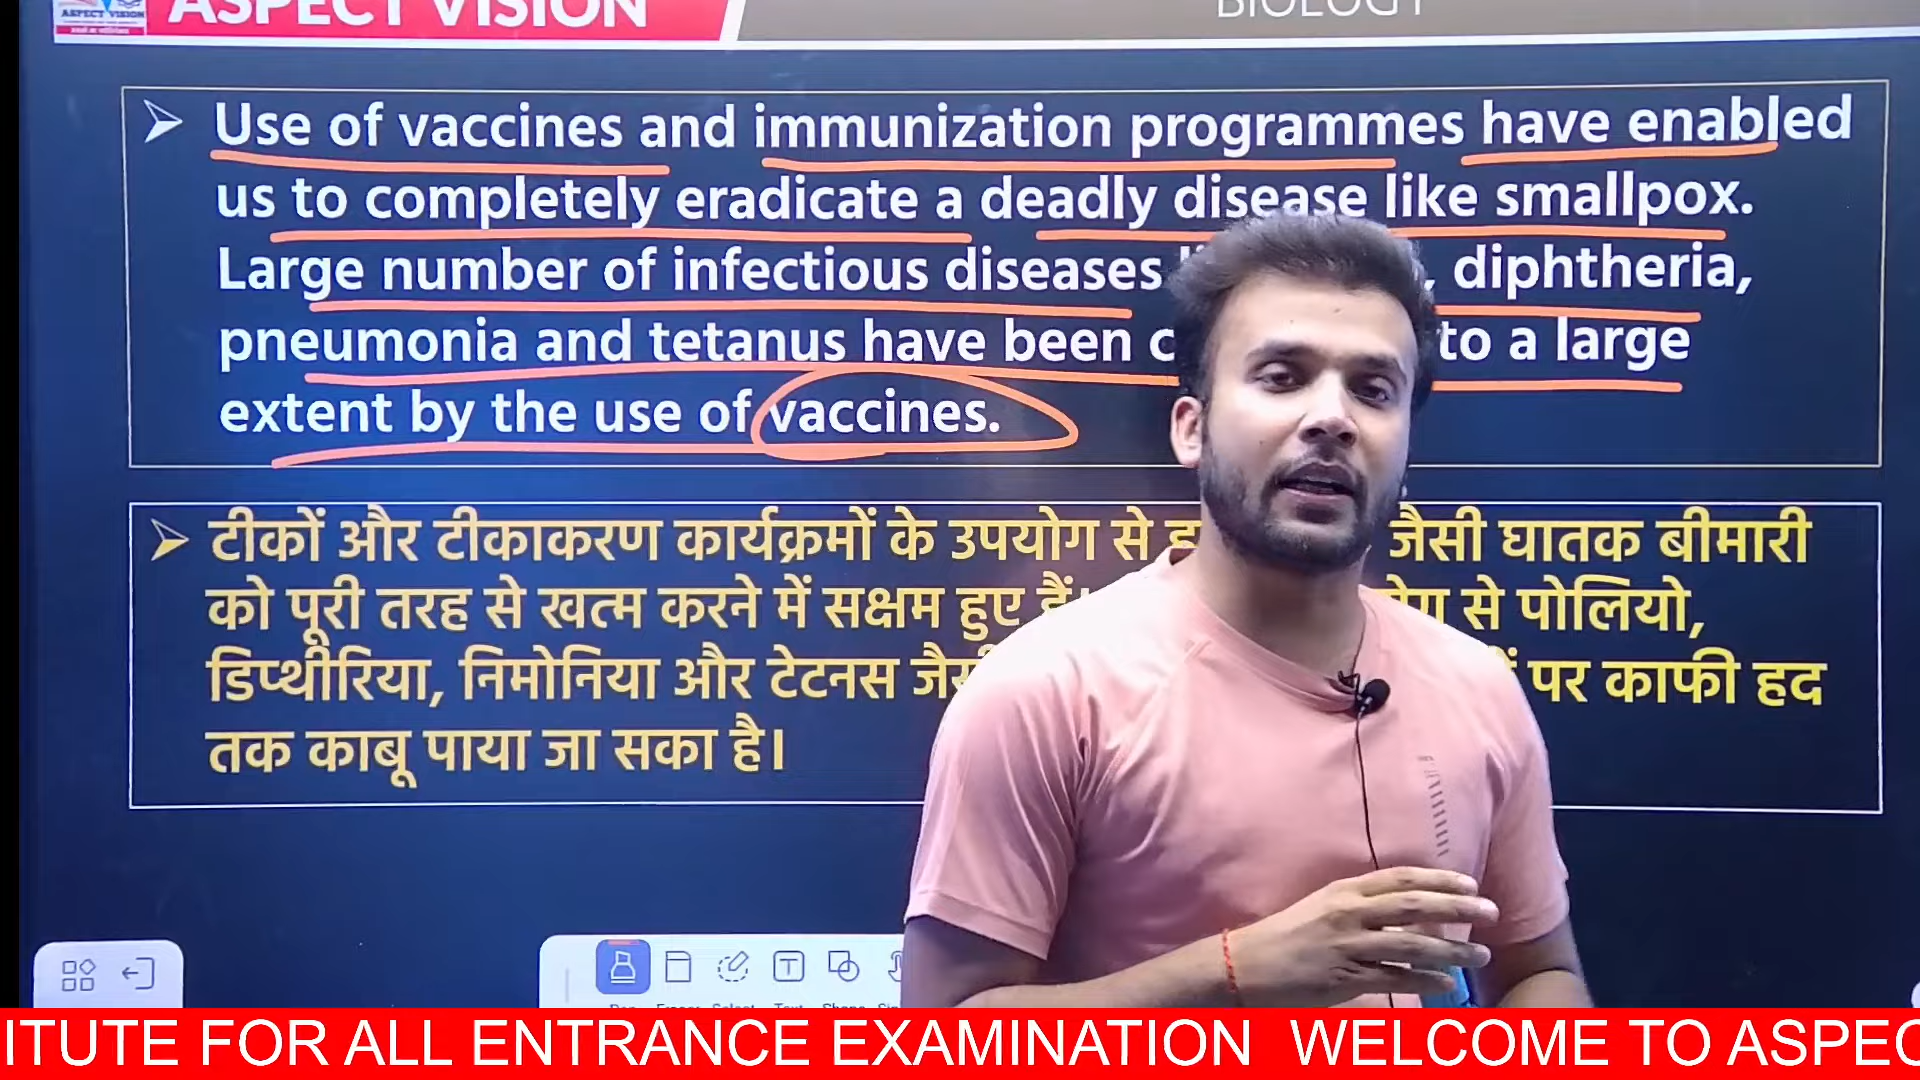 ASPECT VISION
ASPECT VISION
BIOLOGY
Use of vaccines and immunization programmes have enabled
us to completely eradicate a deadly disease like smallpox.
Large number of infectious diseases diphtheria,
pneumonia and tetanus have been to a large
extent by the use of vaccines.
टीकों और टीकाकरण कार्यक्रमों के उपयोग से जैसी घातक बीमारी
को पूरी तरह से खत्म करने में सक्षम हुए हैं। से पोलियो,
डिप्थीरिया, निमोनिया और टेटनस पर काफी हद
तक काबू पाया जा सका है।
ITUTE FOR ALL ENTRANCE EXAMINATION WELCOME TO ASPEC